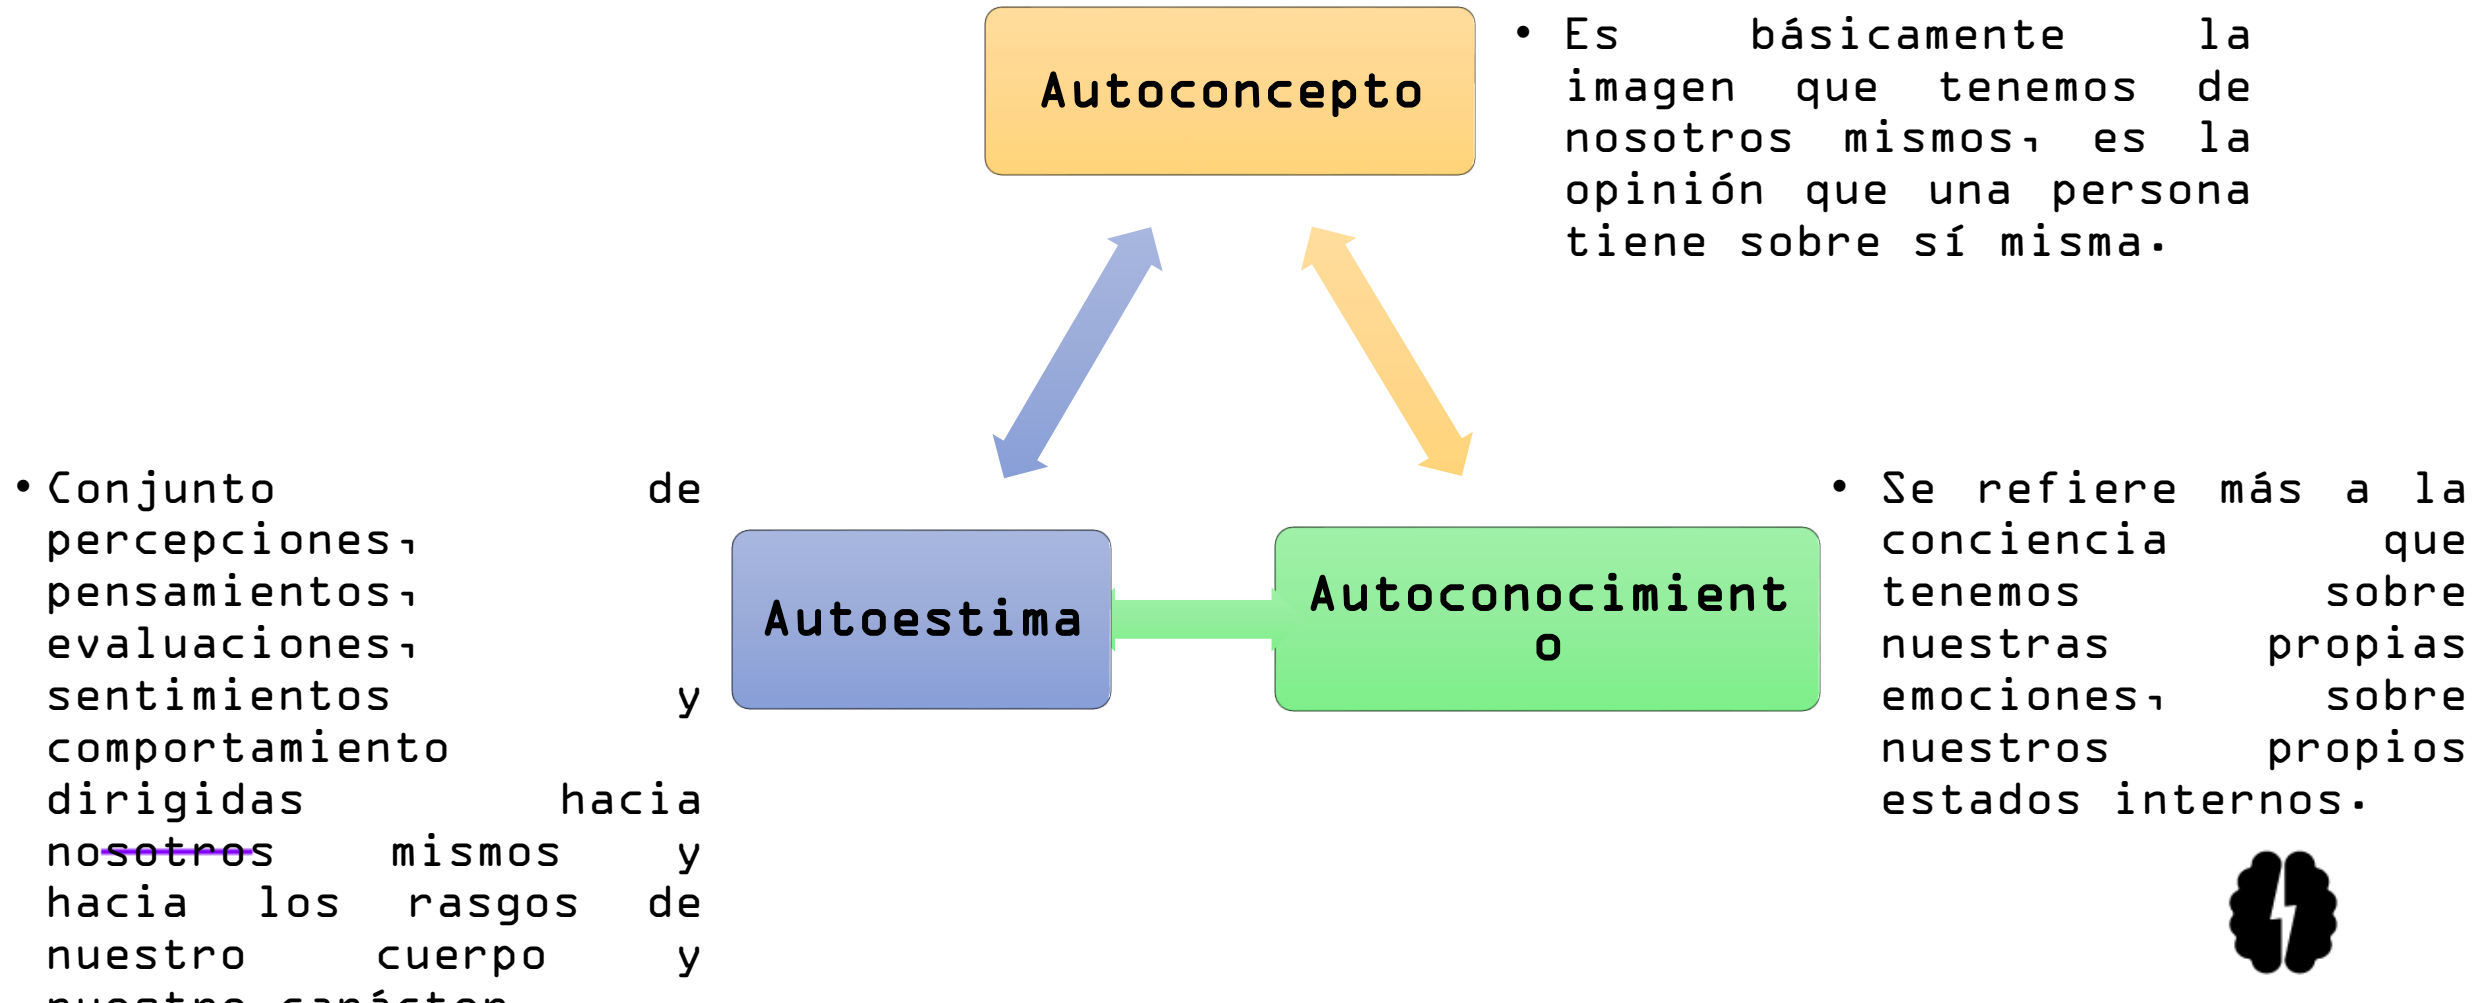 Autoconcepto
• Es básicamente la
imagen que tenemos de
nosotros mismos, es la
opinión que una persona
tiene sobre sí misma.
• Conjunto de
percepciones,
pensamientos,
evaluaciones,
sentimientos y
comportamiento
dirigidas hacia
nosotros mismos y
hacia los rasgos de
nuestro cuerpo y
nuestro carácter
Autoestima
Autoconocimient
o
• Se refiere más a la
conciencia que
tenemos sobre
nuestras propias
emociones, sobre
nuestros propios
estados internos.